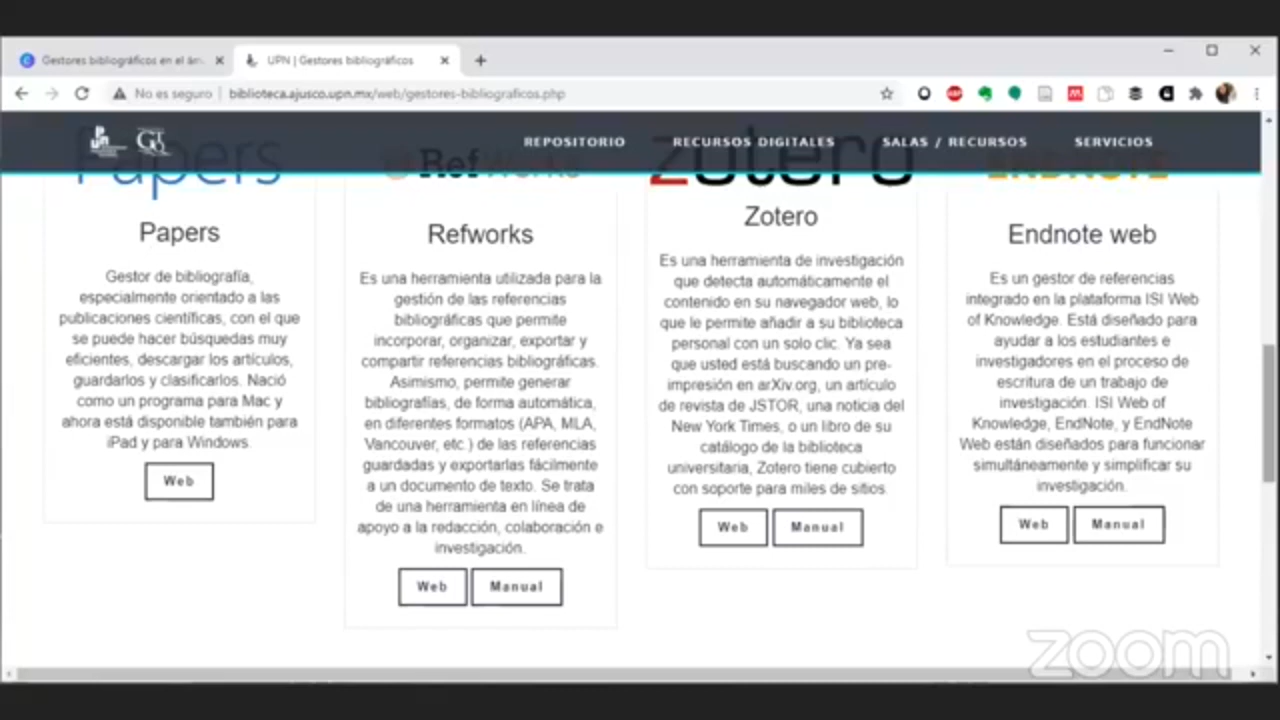 Gestores bibliográficos en el án
UPN | Gestores bibliográficos
No es seguro | biblioteca.ajusco.upn.mx/web/gestores-bibliograficos.php
REPOSITORIO
RECURSOS DIGITALES
SALAS / RECURSOS
SERVICIOS
Papers
Papers
Gestor de bibliografía,
especialmente orientado a las
publicaciones científicas, con el que
se puede hacer búsquedas muy
eficientes, descargar los artículos,
guardarlos y clasificarlos. Nació
como un programa para Mac y
ahora está disponible también para
iPad y para Windows.
Web
RefWorks
Refworks
Es una herramienta utilizada para la
gestión de las referencias
bibliográficas que permite
incorporar, organizar, exportar y
compartir referencias bibliográficas.
Asimismo, permite generar
bibliografías, de forma automática,
en diferentes formatos (APA, MLA,
Vancouver, etc.) de las referencias
guardadas y exportarlas fácilmente
a un documento de texto. Se trata
de una herramienta en línea de
apoyo a la redacción, colaboración e
investigación.
Web
Manual
zotero
Zotero
Es una herramienta de investigación
que detecta automáticamente el
contenido en su navegador web, lo
que le permite añadir a su biblioteca
personal con un solo clic. Ya sea
que usted está buscando un pre-
impresión en arXiv.org, un artículo
de revista de JSTOR, una noticia del
New York Times, o un libro de su
catálogo de la biblioteca
universitaria, Zotero tiene cubierto
con soporte para miles de sitios.
Web
Manual
ENDNOTE
Endnote web
Es un gestor de referencias
integrado en la plataforma ISI Web
of Knowledge. Está diseñado para
ayudar a los estudiantes e
investigadores en el proceso de
escritura de un trabajo de
investigación. ISI Web of
Knowledge, EndNote, y EndNote
Web están diseñados para funcionar
simultáneamente y simplificar su
investigación.
Web
Manual
zoom